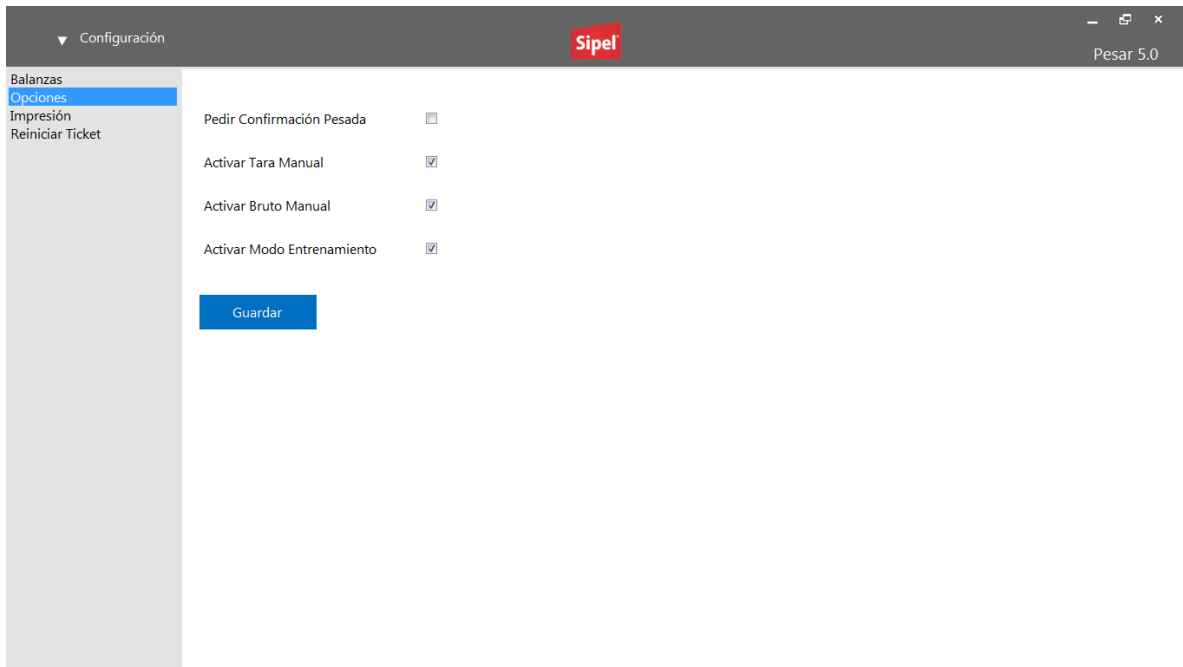 Configuración
Sipel
Pesar 5.0
Balanzas
Opciones
Impresión
Reiniciar Ticket
Pedir Confirmación Pesada
Activar Tara Manual
Activar Bruto Manual
Activar Modo Entrenamiento
Guardar